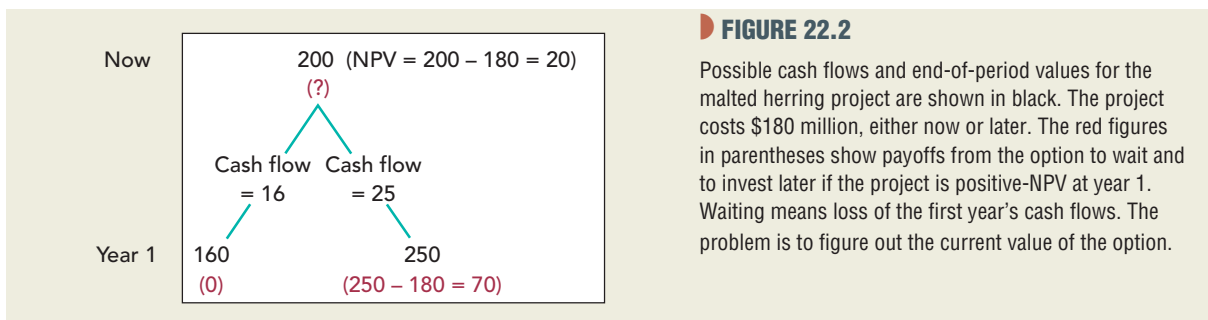 Now
200 (NPV = 200 – 180 = 20)
(?)
Cash flow Cash flow
= 16 = 25
Year 1 160 250
(0) (250 – 180 = 70)
FIGURE 22.2
Possible cash flows and end-of-period values for the
malted herring project are shown in black. The project
costs $180 million, either now or later. The red figures
in parentheses show payoffs from the option to wait and
to invest later if the project is positive-NPV at year 1.
Waiting means loss of the first year’s cash flows. The
problem is to figure out the current value of the option.